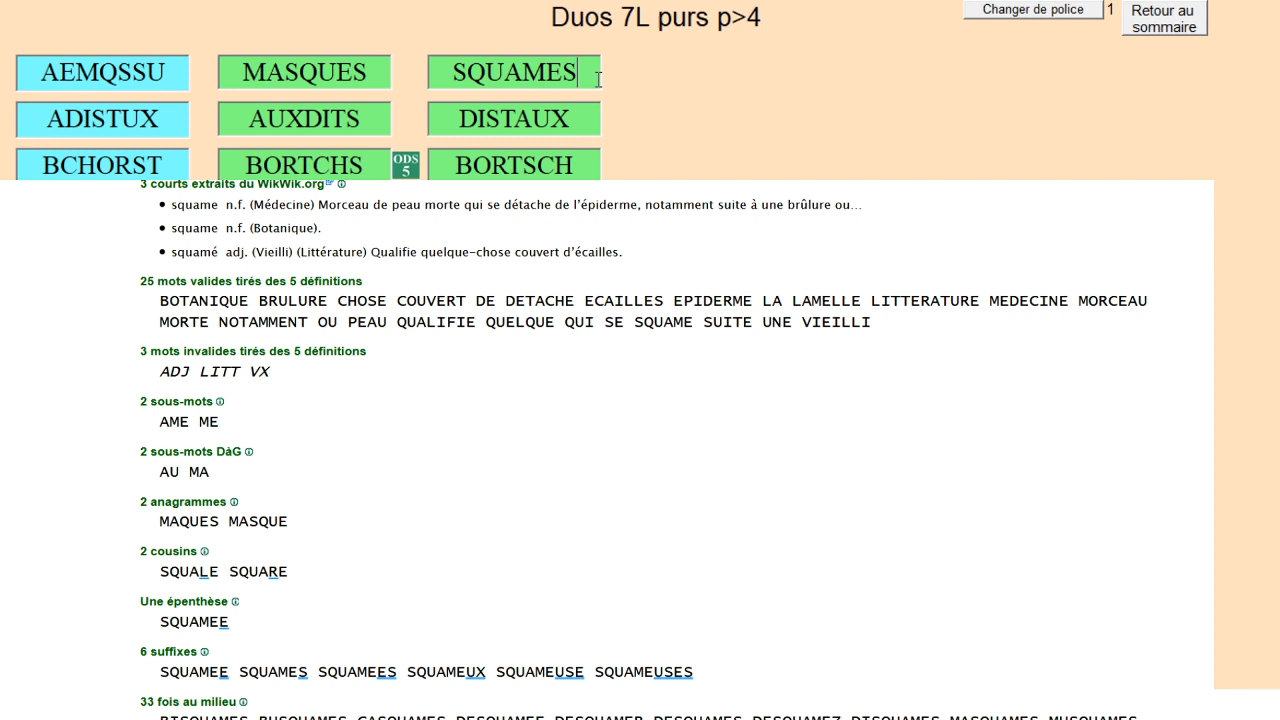 Duos 7L purs p>4
Changer de police 1
Retour au
sommaire
AEMQSSU MASQUES SQUAMES
ADISTUX AUXDITS DISTAUX
BCHORST BORTCHS ODS 5 BORTSCH
3 courts extraits du WikWik.org
• squame n.f. (Médecine) Morceau de peau morte qui se détache de l’épiderme, notamment suite à une brûlure ou…
• squame n.f. (Botanique).
• squamé adj. (Vieilli) (Littérature) Qualifie quelque-chose couvert d’écailles.
25 mots valides tirés des 5 définitions
BOTANIQUE BRULURE CHOSE COUVERT DE DETACHE ECAILLES EPIDERME LA LAMELLE LITTERATURE MEDECINE MORCEAU
MORTE NOTAMMENT OU PEAU QUALIFIE QUELQUE QUI SE SQUAME SUITE UNE VIEILLI
3 mots invalides tirés des 5 définitions
ADJ LITT VX
2 sous-mots
AME ME
2 sous-mots DàG
AU MA
2 anagrammes
MAQUES MASQUE
2 cousins
SQUALE SQUARE
Une épenthèse
SQUAMEE
6 suffixes
SQUAMEE SQUAMES SQUAMEES SQUAMEUX SQUAMEUSE SQUAMEUSES
33 fois au milieu